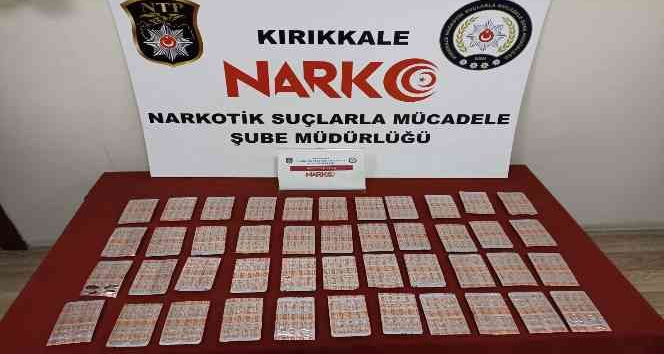 NTP
KIRIKKALE
NARKO
NARKOTİK SUÇLARLA MÜCADELE
ŞUBE MÜDÜRLÜĞÜ
NARKO